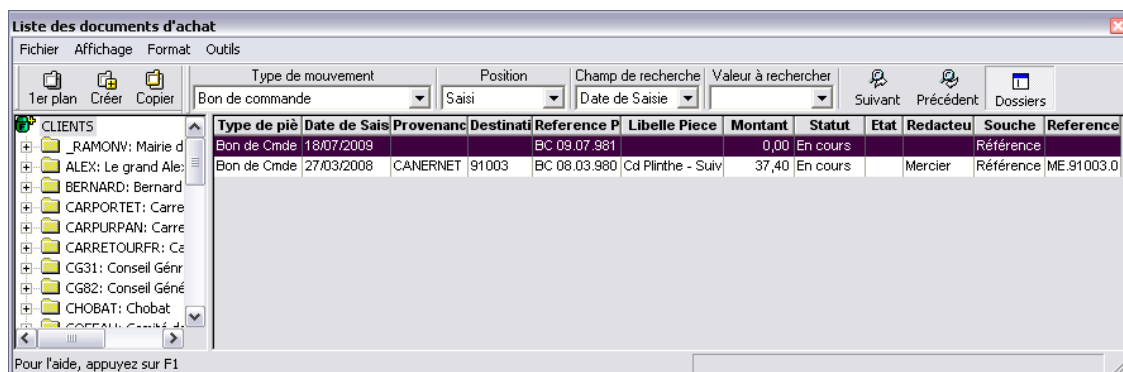 Liste des documents d'achat
Fichier Affichage Format Outils
1er plan Créer Copier
Type de mouvement Position Champ de recherche Valeur à rechercher
Bon de commande Saisi Date de Saisie
Suivant Précédent Dossiers
CLIENTS
_RAMONV: Mairie d
ALEX: Le grand Ale
BERNARD: Bernard
CARPORTET: Carre
CARPURPAN: Carre
CARRETOURFR: Ca
CG31: Conseil Génr
CG82: Conseil Géné
CHOBAT: Chobat
Type de piè Date de Sais Provenanc Destinati Reference P Libelle Piece Montant Statut Etat Redacteu Souche Reference
Bon de Cmde 18/07/2009 BC 09.07.981 0,00 En cours Référence
Bon de Cmde 27/03/2008 CANERNET 91003 BC 08.03.980 Cd Plinthe - Suiv 37,40 En cours Mercier Référence ME.91003.0
Pour l'aide, appuyez sur F1